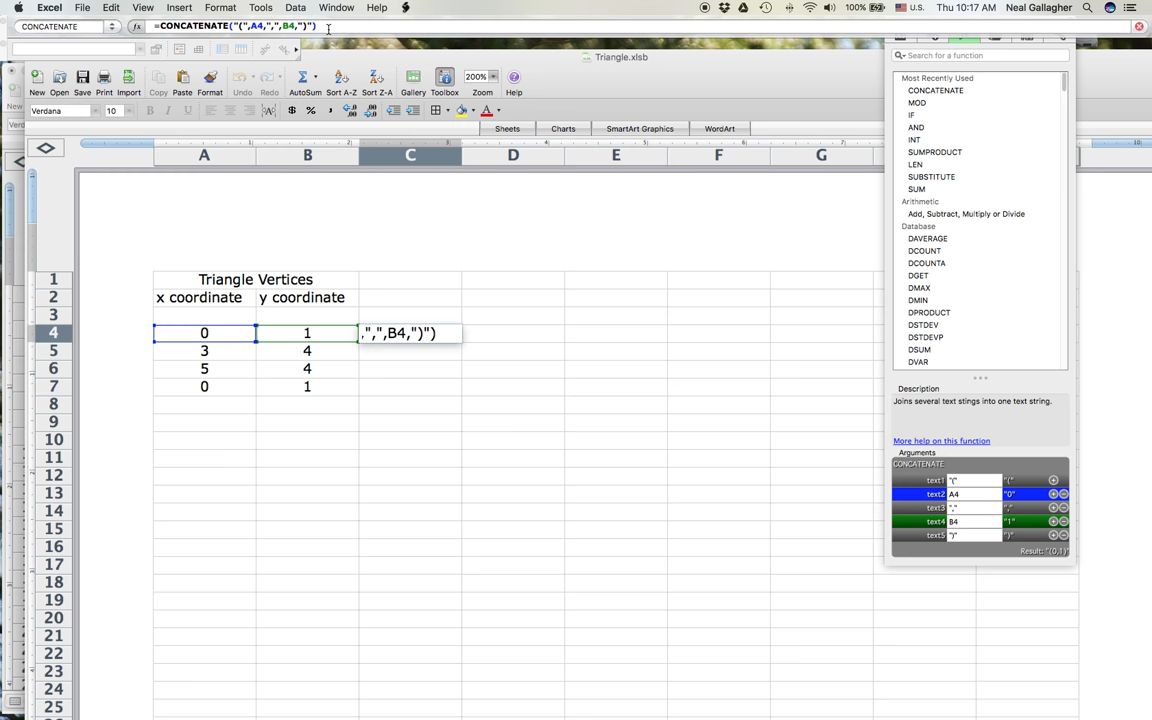 Excel File Edit View Insert Format Tools Data Window Help 100% U.S. Thu 10:17 AM Neal Gallagher
CONCATENATE fx =CONCATENATE("(",A4,",",B4,")")
Triangle.xlsb
New Open Save Print Import Copy Paste Format Undo Redo AutoSum Sort A-Z Sort Z-A Gallery Toolbox Zoom Help
200%
Verdana 10 B I U $ %
Sheets Charts SmartArt Graphics WordArt
A B C D E F G
1 Triangle Vertices
2 x coordinate y coordinate
3
4 0 1 ,",",B4,")")
5 3 4
6 5 4
7 0 1
8
9
10
11
12
13
14
15
16
17
18
19
20
21
22
23
24
25
Search for a function
Most Recently Used
CONCATENATE
MOD
IF
AND
INT
SUMPRODUCT
LEN
SUBSTITUTE
SUM
Arithmetic
Add, Subtract, Multiply or Divide
Database
DAVERAGE
DCOUNT
DCOUNTA
DGET
DMAX
DMIN
DPRODUCT
DSTDEV
DSTDEVP
DSUM
DVAR
Description
Joins several text stings into one text string.
More help on this function
Arguments
CONCATENATE
text1 "(" "("
text2 A4 "0"
text3 "," ","
text4 B4 "1"
text5 ")" ")"
Result: "(0,1)"